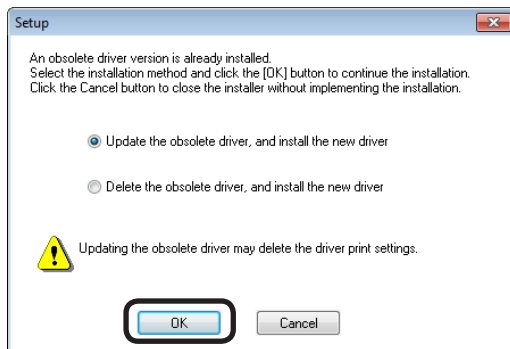 Setup
An obsolete driver version is already installed.
Select the installation method and click the [OK] button to continue the installation.
Click the Cancel button to close the installer without implementing the installation.
Update the obsolete driver, and install the new driver
Delete the obsolete driver, and install the new driver
Updating the obsolete driver may delete the driver print settings.
OK
Cancel